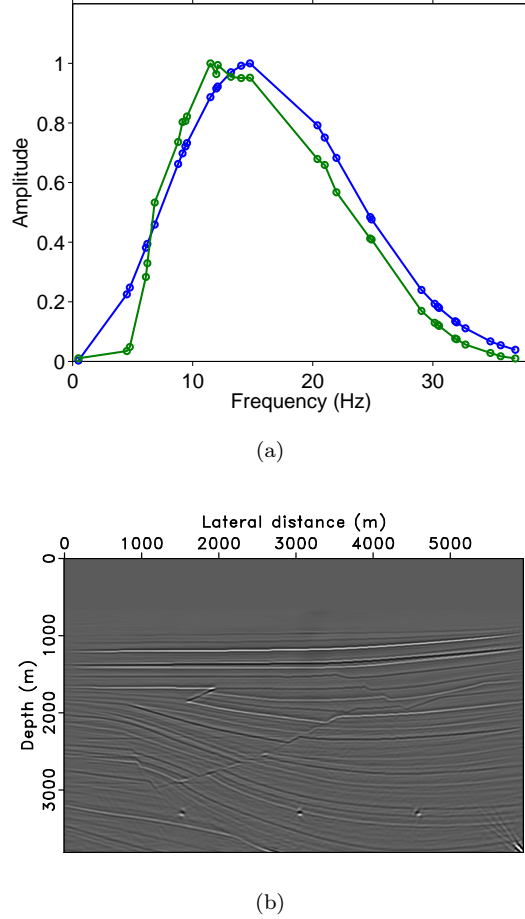 1
0.8
0.6
0.4
0.2
0
Amplitude
0 10 20 30
Frequency (Hz)
(a)
Lateral distance (m)
0 1000 2000 3000 4000 5000
0
1000
2000
3000
Depth (m)
(b)